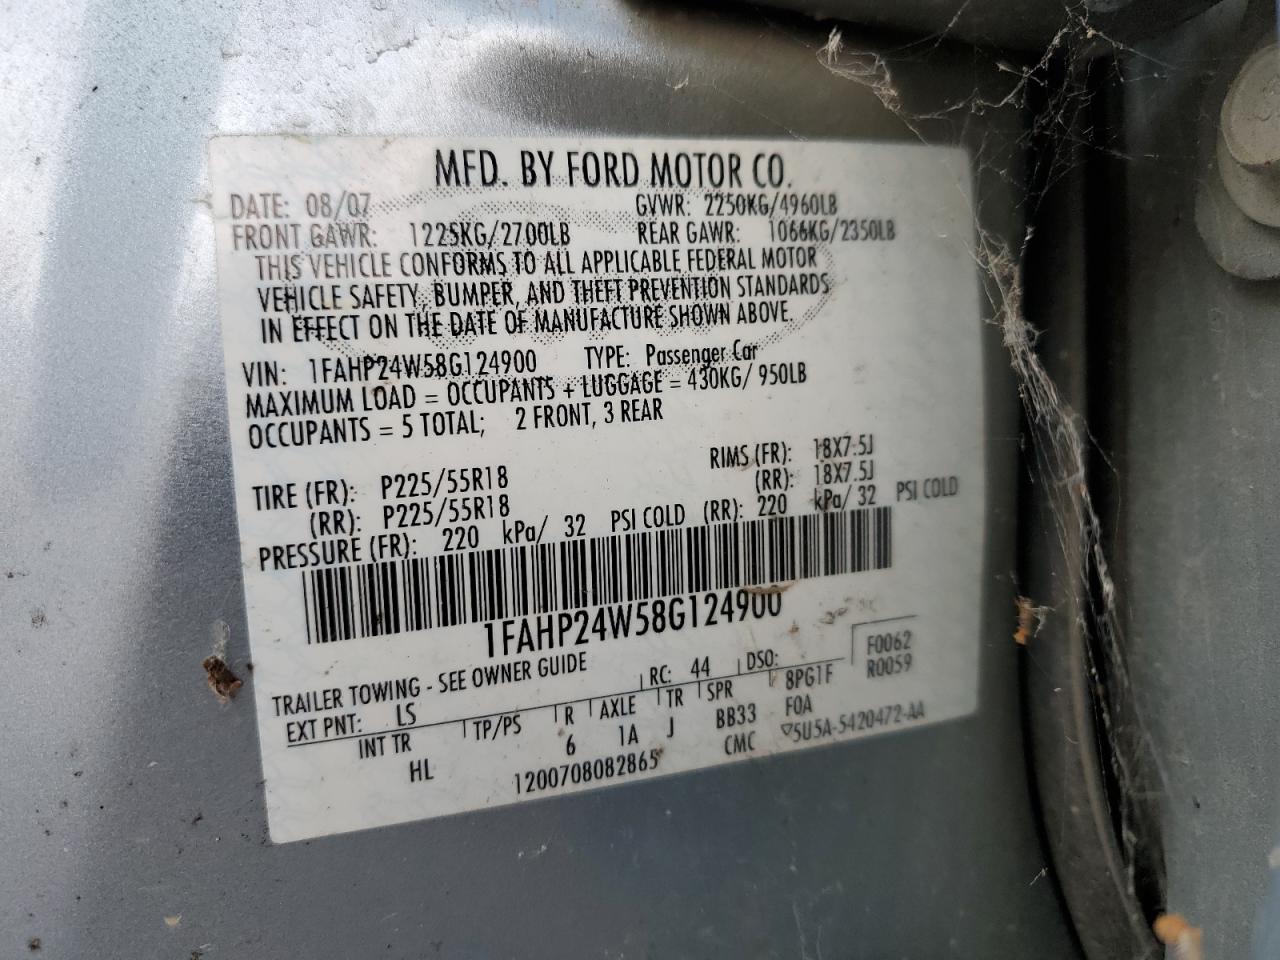 MFD. BY FORD MOTOR CO.
DATE: 08/07 GVWR: 2250KG/4960LB
FRONT GAWR: 1225KG/2700LB REAR GAWR: 1066KG/2350LB
THIS VEHICLE CONFORMS TO ALL APPLICABLE FEDERAL MOTOR
VEHICLE SAFETY, BUMPER, AND THEFT PREVENTION STANDARDS
IN EFFECT ON THE DATE OF MANUFACTURE SHOWN ABOVE.
VIN: 1FAHP24W58G124900 TYPE: Passenger Car
MAXIMUM LOAD = OCCUPANTS + LUGGAGE = 430KG/ 950LB
OCCUPANTS = 5 TOTAL; 2 FRONT, 3 REAR
TIRE (FR): P225/55R18 RIMS (FR): 18X7.5J
(RR): P225/55R18 (RR): 18X7.5J
PRESSURE (FR): 220 kPa/ 32 PSI COLD (RR): 220 kPa/ 32 PSI COLD
1FAHP24W58G124900
TRAILER TOWING - SEE OWNER GUIDE RC: 44 DSO: F0062
EXT PNT: LS 8PG1F R0059
INT TR TP/PS R AXLE TR SPR FOA
HL 6 1A J BB33 5U5A-5420472-AA
1200708082865 CMC